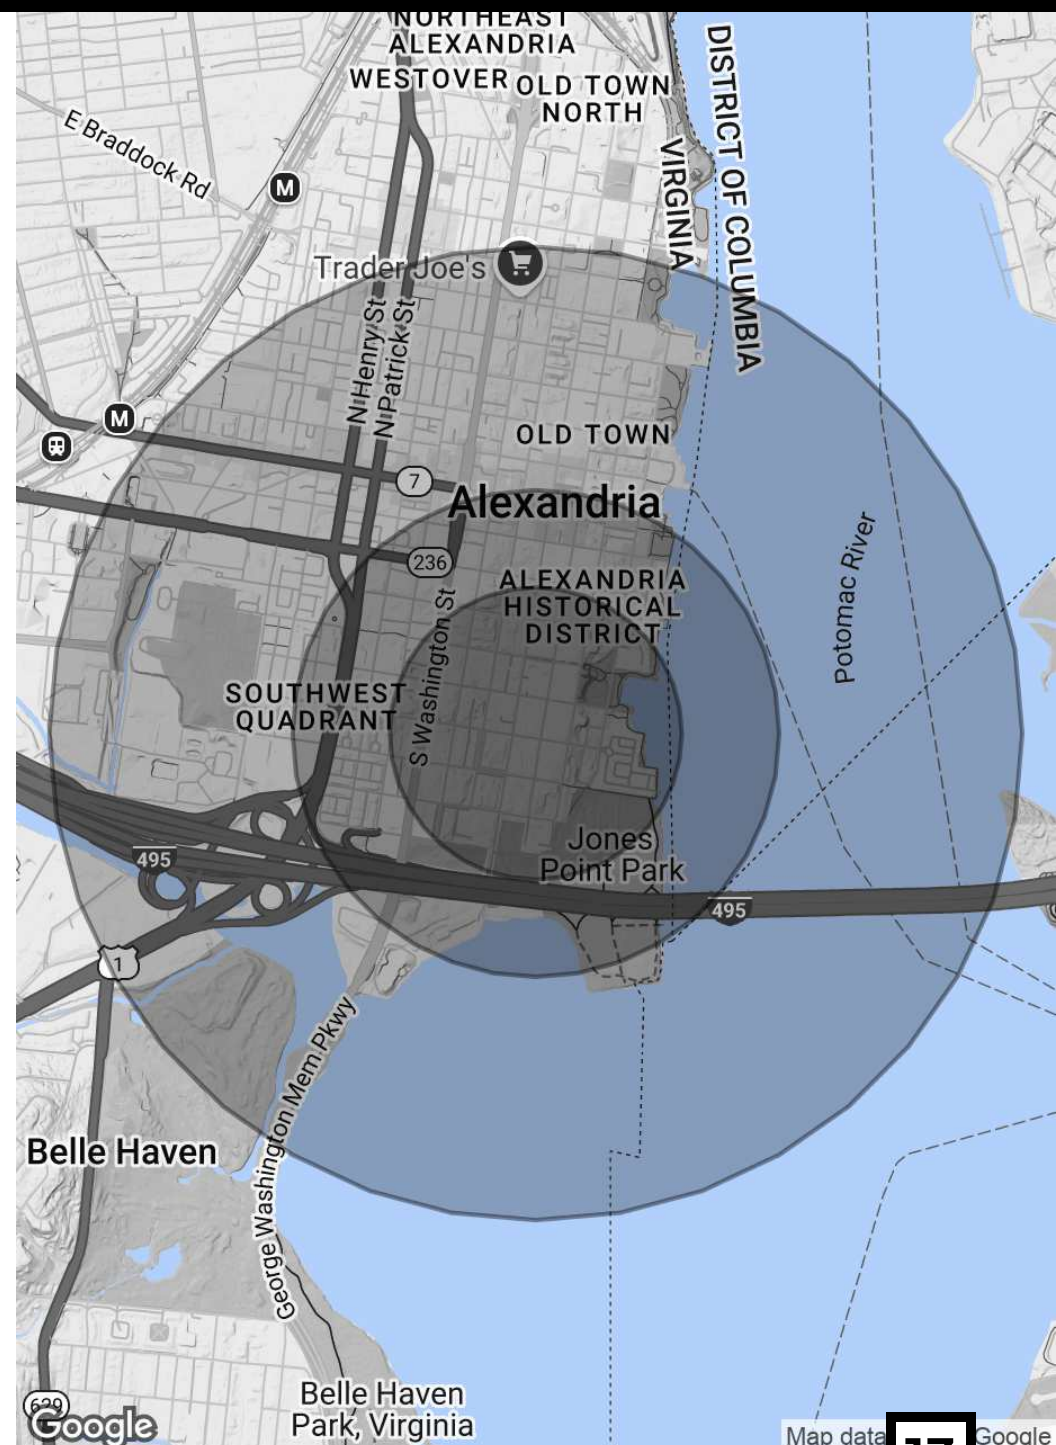 NORTHEAST
ALEXANDRIA
WESTOVER
OLD TOWN
NORTH
DISTRICT OF COLUMBIA
VIRGINIA
E Braddock Rd
M
Trader Joe's
N Henry St
N Patrick St
M
OLD TOWN
7
Alexandria
236
ALEXANDRIA
HISTORICAL
DISTRICT
Potomac River
S Washington St
SOUTHWEST
QUADRANT
Jones
Point Park
495
495
1
George Washington Mem Pkwy
Belle Haven
Belle Haven
Park, Virginia
629
Google
Map data
Google